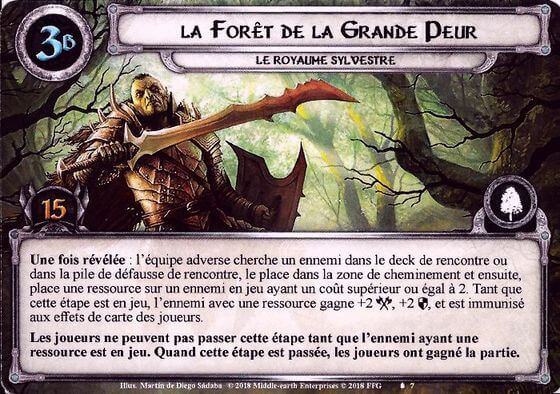 3B
LA FORÊT DE LA GRANDE PEUR
LE ROYAUME SYLVESTRE
15
Une fois révélée : l'équipe adverse cherche un ennemi dans le deck de rencontre ou
dans la pile de défausse de rencontre, le place dans la zone de cheminement et ensuite,
place une ressource sur un ennemi en jeu ayant un coût supérieur ou égal à 2. Tant que
cette étape est en jeu, l'ennemi avec une ressource gagne +2, +2, et est immunisé
aux effets de carte des joueurs.
Les joueurs ne peuvent pas passer cette étape tant que l'ennemi ayant une
ressource est en jeu. Quand cette étape est passée, les joueurs ont gagné la partie.
Illus. Martin de Diego Sádaba © 2018 Middle-earth Enterprises © 2018 FFG 7